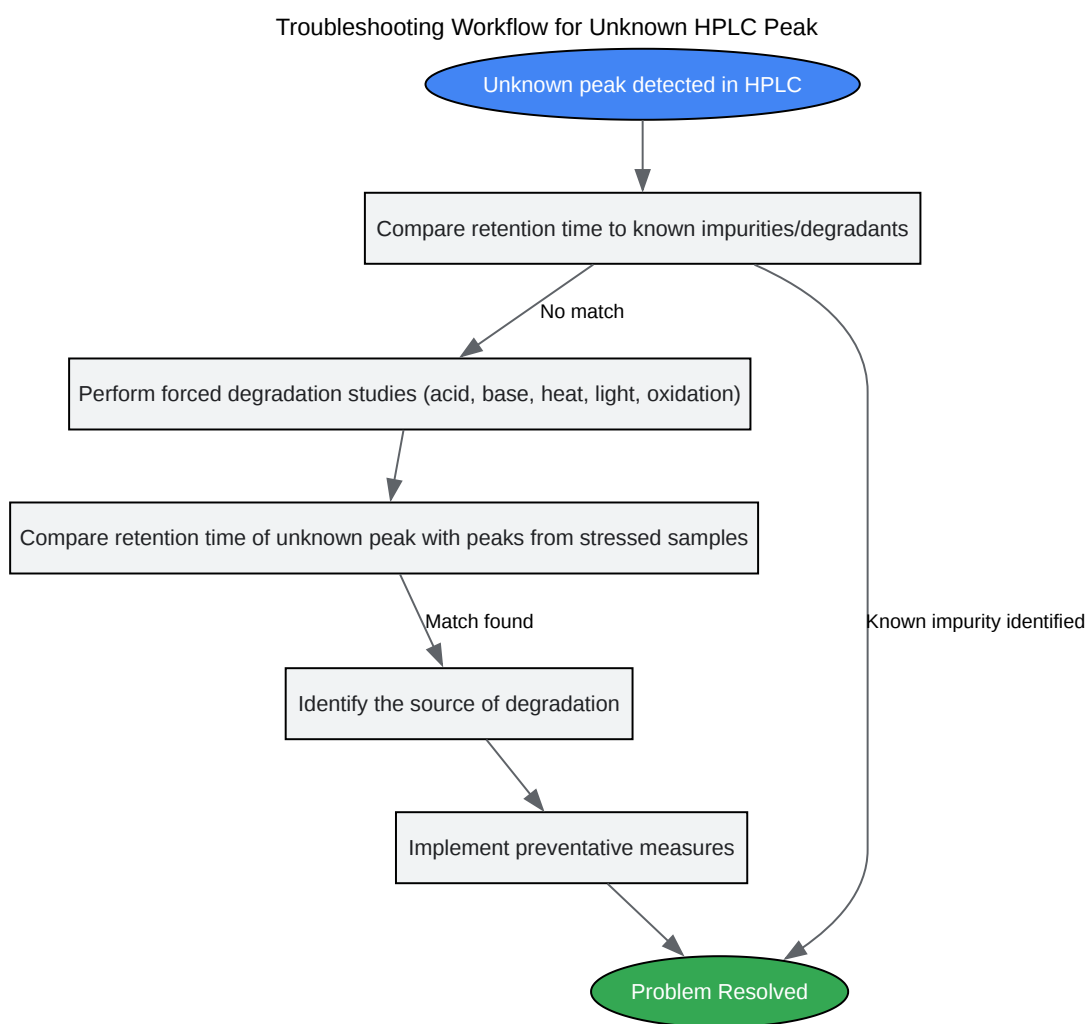 Troubleshooting Workflow for Unknown HPLC Peak
Unknown peak detected in HPLC
Compare retention time to known impurities/degradants
No match
Perform forced degradation studies (acid, base, heat, light, oxidation)
Compare retention time of unknown peak with peaks from stressed samples
Match found
Known impurity identified
Identify the source of degradation
Implement preventative measures
Problem Resolved